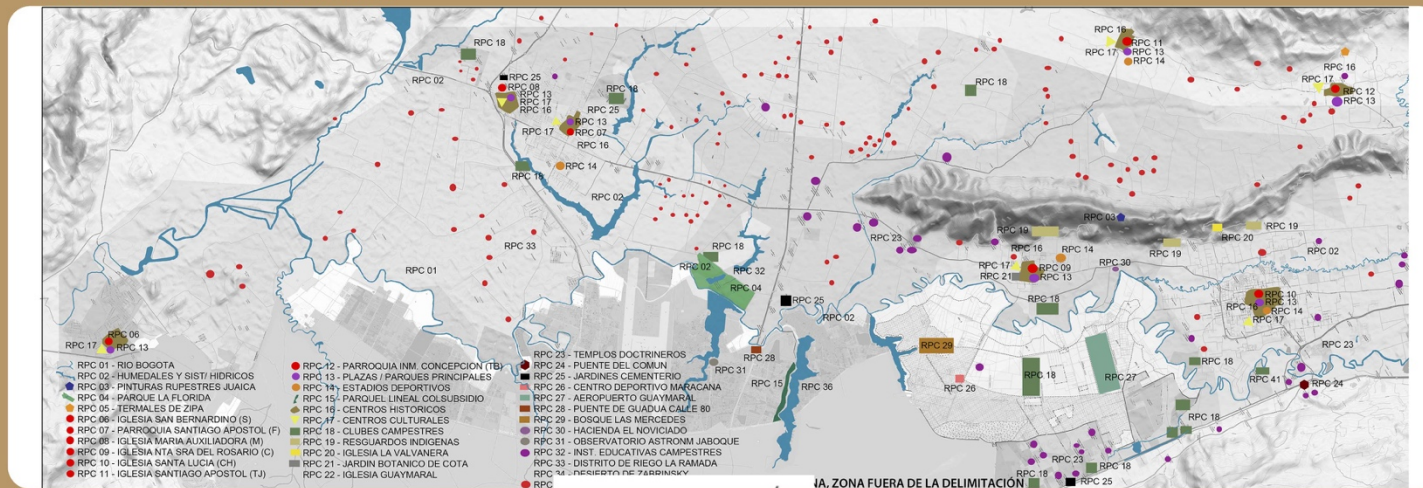 RPC 18
RPC 02
RPC 25
RPC 08
RPC 13
RPC 17
RPC 16
RPC 18
RPC 25
RPC 13
RPC 17
RPC 07
RPC 16
RPC 14
RPC 18
RPC 02
RPC 33
RPC 01
RPC 18
RPC 16
RPC 17
RPC 11
RPC 13
RPC 14
RPC 16
RPC 17
RPC 12
RPC 13
RPC 03
RPC 23
RPC 19
RPC 16
RPC 14
RPC 17
RPC 09
RPC 21
RPC 13
RPC 30
RPC 19
RPC 20
RPC 19
RPC 02
RPC 18
RPC 02
RPC 32
RPC 04
RPC 25
RPC 02
RPC 18
RPC 10
RPC 16
RPC 13
RPC 14
RPC 17
RPC 23
RPC 06
RPC 17
RPC 13
RPC 28
RPC 31
RPC 15
RPC 36
RPC 29
RPC 26
RPC 18
RPC 27
RPC 18
RPC 41
RPC 24
RPC 18
RPC 23
RPC 18
RPC 18
RPC 25
RPC 01 - RIO BOGOTA
RPC 02 - HUMEDALES Y SIST/ HIDRICOS
RPC 03 - PINTURAS RUPESTRES JUAICA
RPC 04 - PARQUE LA FLORIDA
RPC 05 - TERMALES DE ZIPA
RPC 06 - IGLESIA SAN BERNARDINO (S)
RPC 07 - PARROQUIA SANTIAGO APOSTOL (F)
RPC 08 - IGLESIA MARIA AUXILIADORA (M)
RPC 09 - IGLESIA NTA SRA DEL ROSARIO (C)
RPC 10 - IGLESIA SANTA LUCIA (CH)
RPC 11 - IGLESIA SANTIAGO APOSTOL (TJ)
RPC 12 - PARROQUIA INM. CONCEPCION (TB)
RPC 13 - PLAZAS / PARQUES PRINCIPALES
RPC 14 - ESTADIOS DEPORTIVOS
RPC 15 - PARQUEL LINEAL COLSUBSIDIO
RPC 16 - CENTROS HISTORICOS
RPC 17 - CENTROS CULTURALES
RPC 18 - CLUBES CAMPESTRES
RPC 19 - RESGUARDOS INDIGENAS
RPC 20 - IGLESIA LA VALVANERA
RPC 21 - JARDIN BOTANICO DE COTA
RPC 22 - IGLESIA GUAYMARAL
RPC 23 - TEMPLOS DOCTRINEROS
RPC 24 - PUENTE DEL COMUN
RPC 25 - JARDINES CEMENTERIO
RPC 26 - CENTRO DEPORTIVO MARACANA
RPC 27 - AEROPUERTO GUAYMARAL
RPC 28 - PUENTE DE GUADUA CALLE 80
RPC 29 - BOSQUE LAS MERCEDES
RPC 30 - HACIENDA EL NOVICIADO
RPC 31 - OBSERVATORIO ASTRONM JABOQUE
RPC 32 - INST. EDUCATIVAS CAMPESTRES
RPC 33 - DISTRITO DE RIEGO LA RAMADA
RPC 34 - DESIERTO DE ZABRINSKY
RPC
NA, ZONA FUERA DE LA DELIMITACIÓN